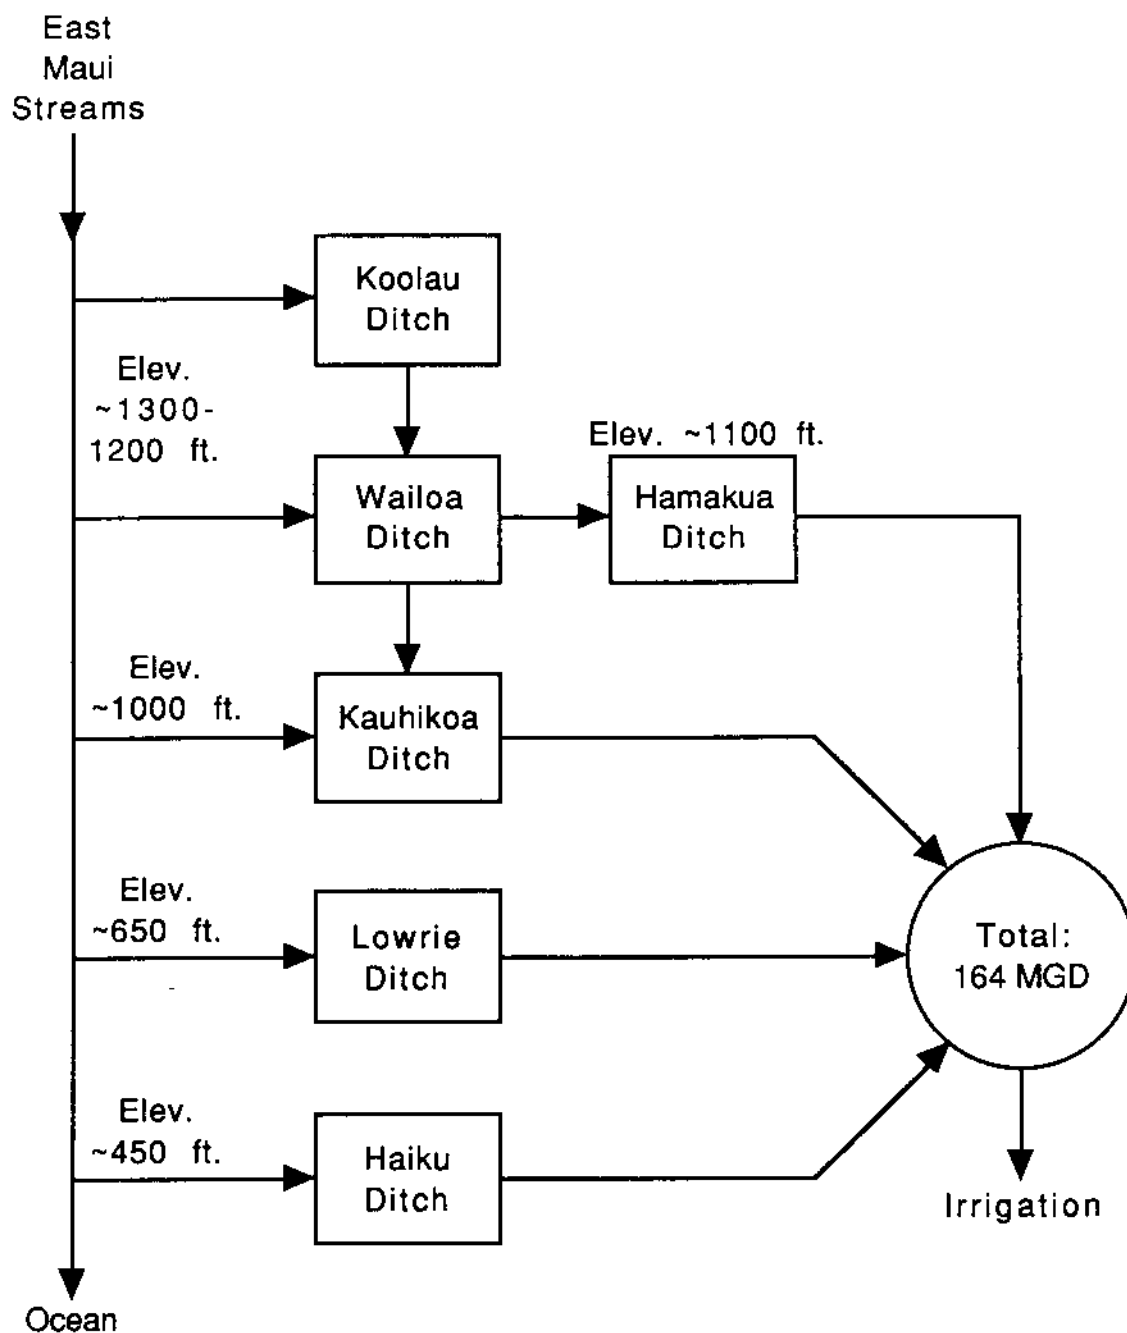 East
Maui
Streams
Koolau
Ditch
Elev.
~1300-
1200 ft.
Elev. ~1100 ft.
Wailoa
Ditch
Hamakua
Ditch
Elev.
~1000 ft.
Kauhikoa
Ditch
Elev.
~650 ft.
Lowrie
Ditch
Total:
164 MGD
Elev.
~450 ft.
Haiku
Ditch
Irrigation
Ocean